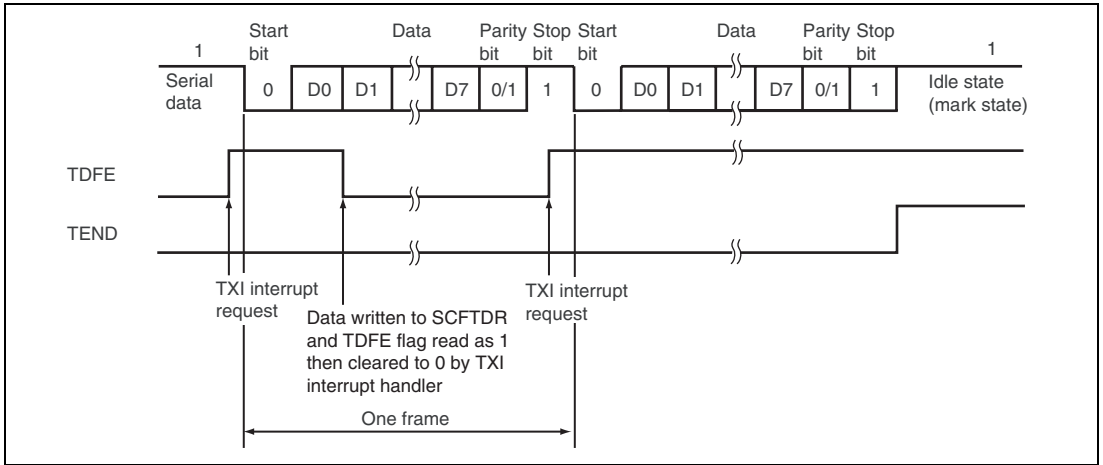 Start Data Parity Stop Start Data Parity Stop
1 bit bit bit bit bit bit 1
Serial data 0 D0 D1 D7 0/1 1 0 D0 D1 D7 0/1 1 Idle state (mark state)
TDFE
TEND
TXI interrupt
request
Data written to SCFTDR
and TDFE flag read as 1
then cleared to 0 by TXI
interrupt handler
TXI interrupt
request
One frame